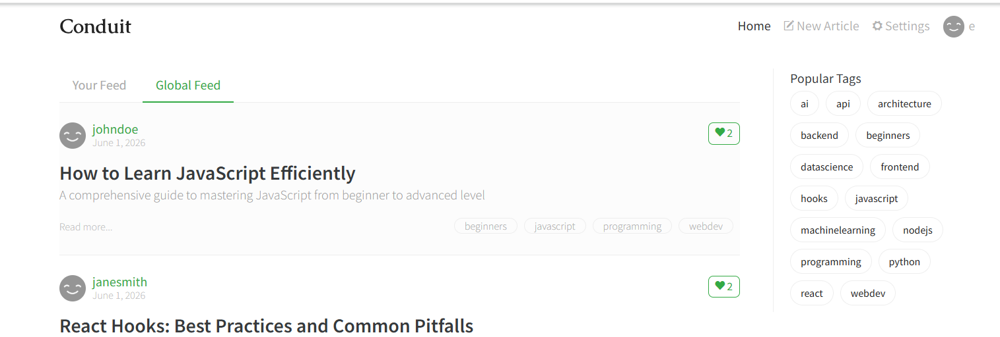 Conduit
Home New Article Settings e
Your Feed Global Feed
johndoe
June 1, 2026
2
How to Learn JavaScript Efficiently
A comprehensive guide to mastering JavaScript from beginner to advanced level
Read more...
beginners javascript programming webdev
janesmith
June 1, 2026
2
React Hooks: Best Practices and Common Pitfalls
Popular Tags
ai api architecture
backend beginners
datascience frontend
hooks javascript
machinelearning nodejs
programming python
react webdev